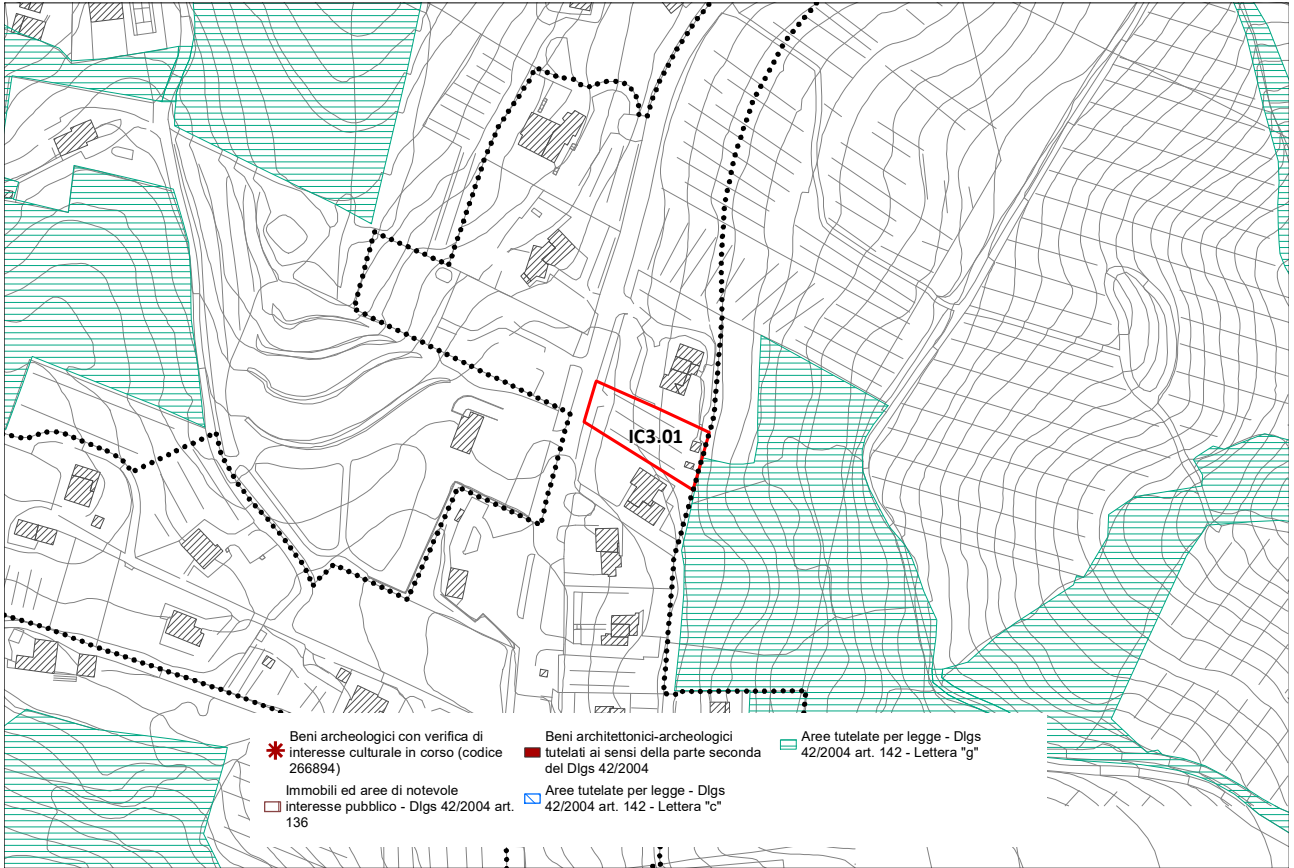 IC3.01
Beni archeologici con verifica di
interesse culturale in corso (codice
266894)
Immobili ed aree di notevole
interesse pubblico - Dlgs 42/2004 art.
136
Beni architettonici-archeologici
tutelati ai sensi della parte seconda
del Dlgs 42/2004
Aree tutelate per legge - Dlgs
42/2004 art. 142 - Lettera "c"
Aree tutelate per legge - Dlgs
42/2004 art. 142 - Lettera "g"